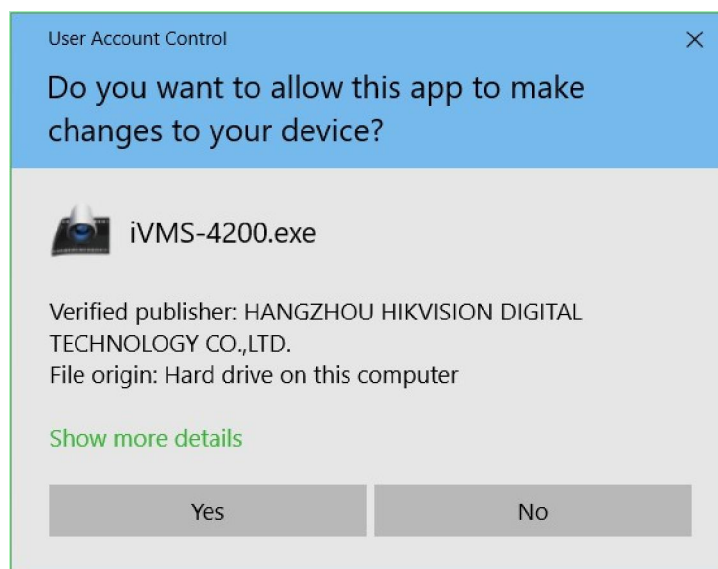 User Account Control
Do you want to allow this app to make
changes to your device?
iVMS-4200.exe
Verified publisher: HANGZHOU HIKVISION DIGITAL
TECHNOLOGY CO.,LTD.
File origin: Hard drive on this computer
Show more details
Yes
No